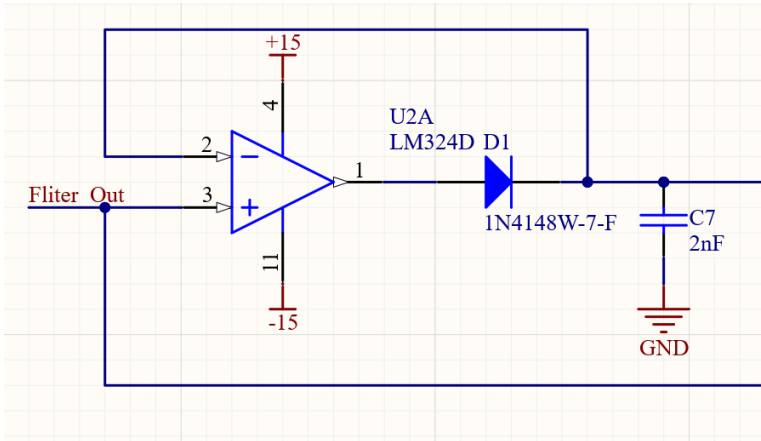 +15
4
U2A
LM324D D1
2
1
Fliter Out
3
1N4148W-7-F
C7
2nF
11
-15
GND